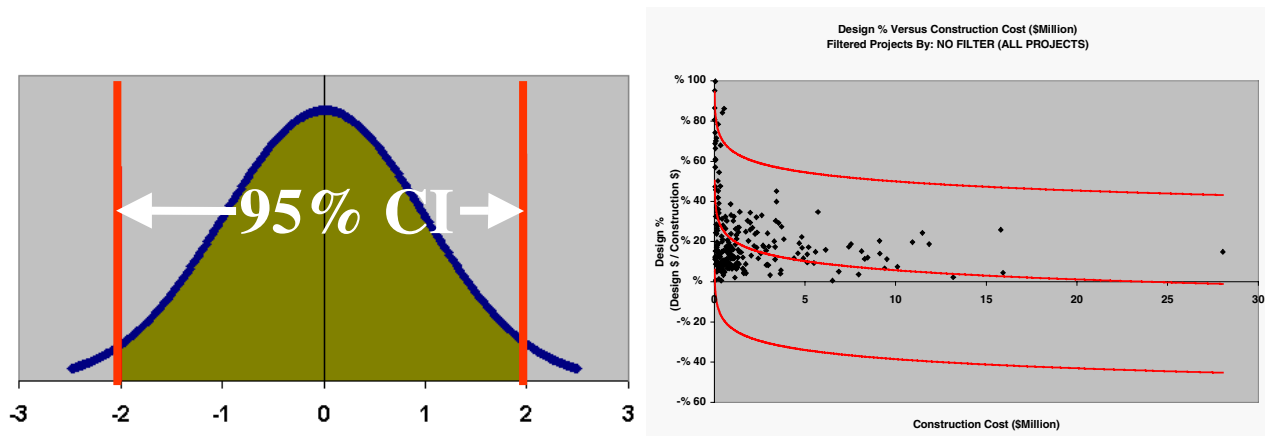 95% CI
-3 -2 -1 0 1 2 3
Design % Versus Construction Cost ($Million)
Filtered Projects By: NO FILTER (ALL PROJECTS)
Design %
(Design $ / Construction $)
% 100
% 80
% 60
% 40
% 20
%
-% 20
-% 40
-% 60
0 5 10 15 20 25 30
Construction Cost ($Million)